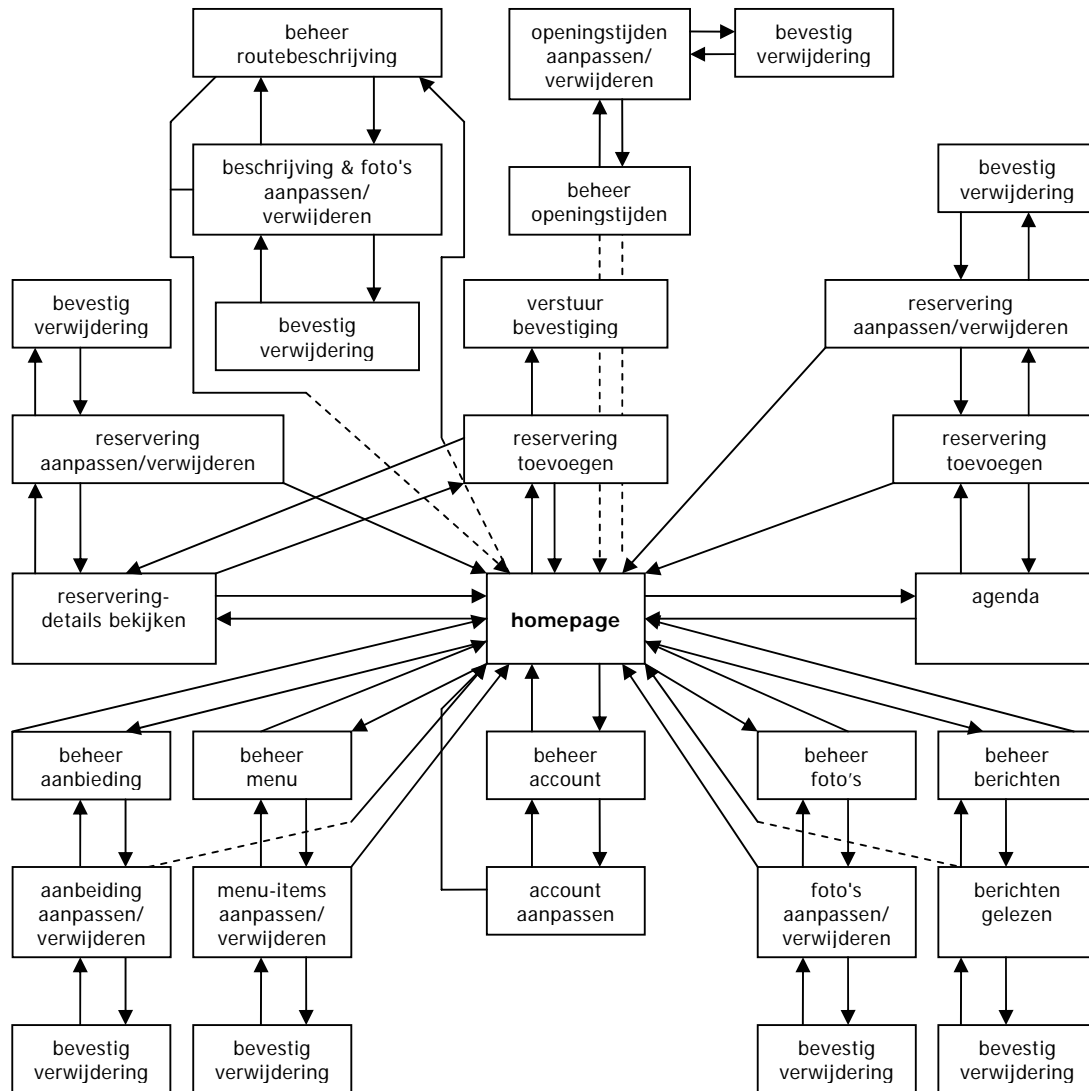 beheer
routebeschrijving
openingstijden
aanpassen/
verwijderen
bevestig
verwijdering
beschrijving & foto's
aanpassen/
verwijderen
beheer
openingstijden
bevestig
verwijdering
bevestig
verwijdering
bevestig
verwijdering
verstuur
bevestiging
reservering
aanpassen/verwijderen
reservering
aanpassen/verwijderen
reservering
toevoegen
reservering
toevoegen
reservering-
details bekijken
homepage
agenda
beheer
aanbieding
beheer
menu
beheer
account
beheer
foto's
beheer
berichten
aanbeiding
aanpassen/
verwijderen
menu-items
aanpassen/
verwijderen
account
aanpassen
foto's
aanpassen/
verwijderen
berichten
gelezen
bevestig
verwijdering
bevestig
verwijdering
bevestig
verwijdering
bevestig
verwijdering